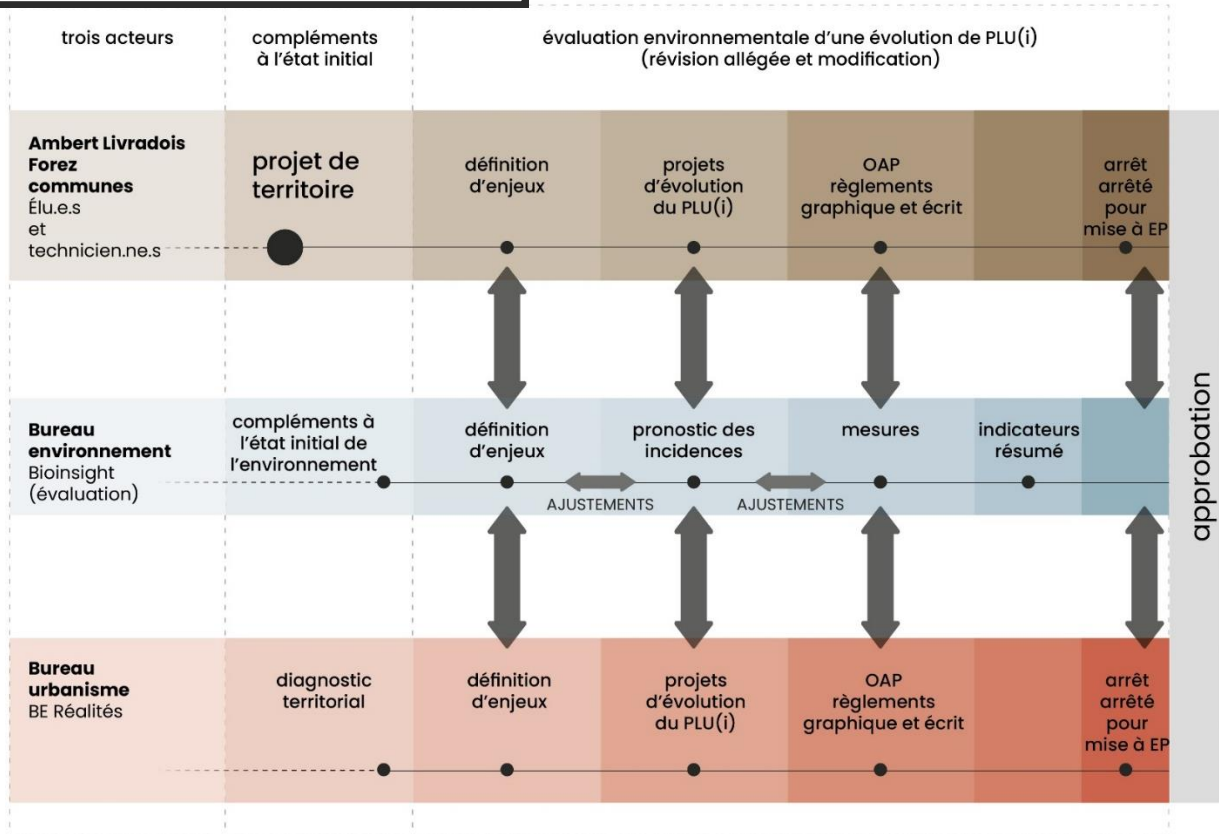 trois acteurs
compléments
à l'état initial
évaluation environnementale d'une évolution de PLU(i)
(révision allégée et modification)
Ambert Livradois
Forez
communes
Élu.e.s
et
technicien.ne.s
projet de
territoire
définition
d'enjeux
projets
d'évolution
du PLU(i)
OAP
règlements
graphique et écrit
arrêt
arrêté
pour
mise à EP
Bureau
environnement
Bioinsight
(évaluation)
compléments à
l'état initial de
l'environnement
définition
d'enjeux
AJUSTEMENTS
pronostic des
incidences
AJUSTEMENTS
mesures
indicateurs
résumé
Bureau
urbanisme
BE Réalités
diagnostic
territorial
définition
d'enjeux
projets
d'évolution
du PLU(i)
OAP
règlements
graphique et écrit
arrêt
arrêté
pour
mise à EP
approbation